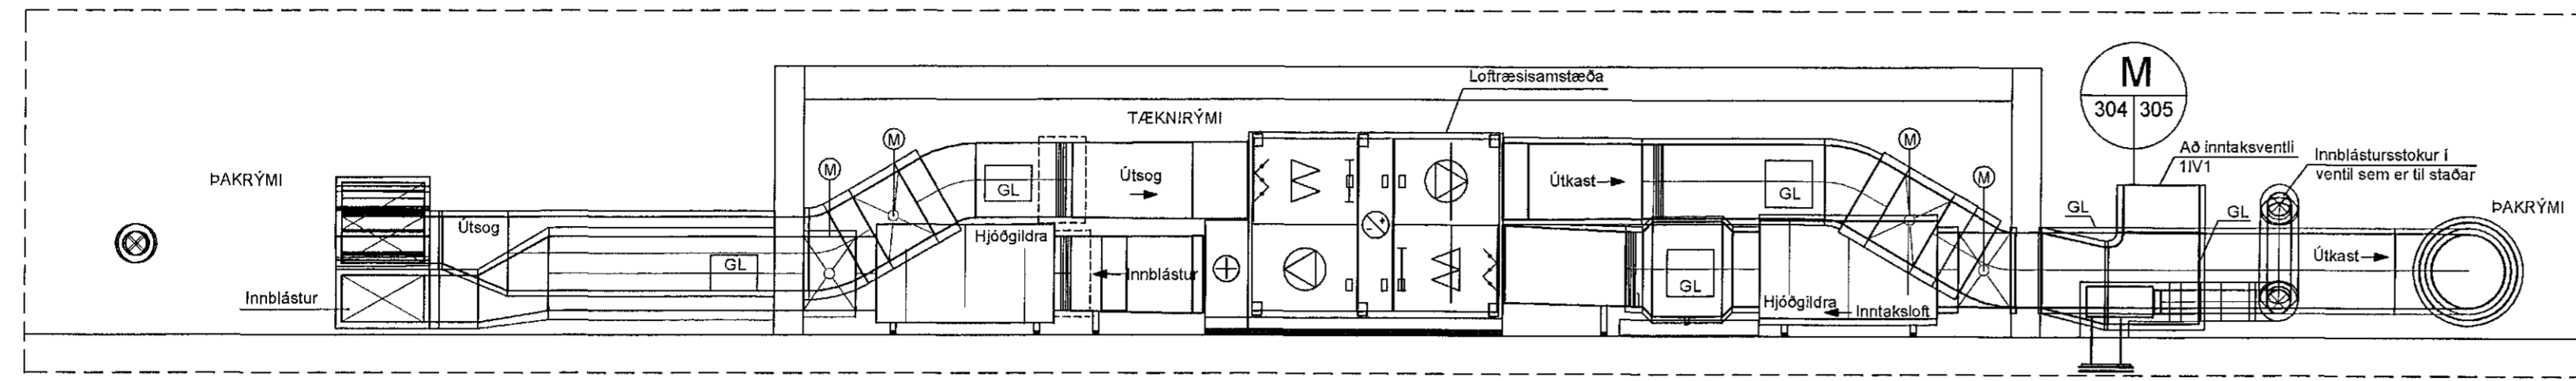 Loftræsisamstæða
M
304 305
TÆKNIRÝMI
M
M
M
M
Að inntaksventli
1IV1
Innblástursstokur í
ventil sem er til staðar
ÞAKRÝMI
Útsog
GL
Útsog
Útkast
GL
GL
GL
ÞAKRÝMI
Hjóðgildra
GL
Innblástur
Útkast
GL
Innblástur
Hjóðgildra
Inntaksloft